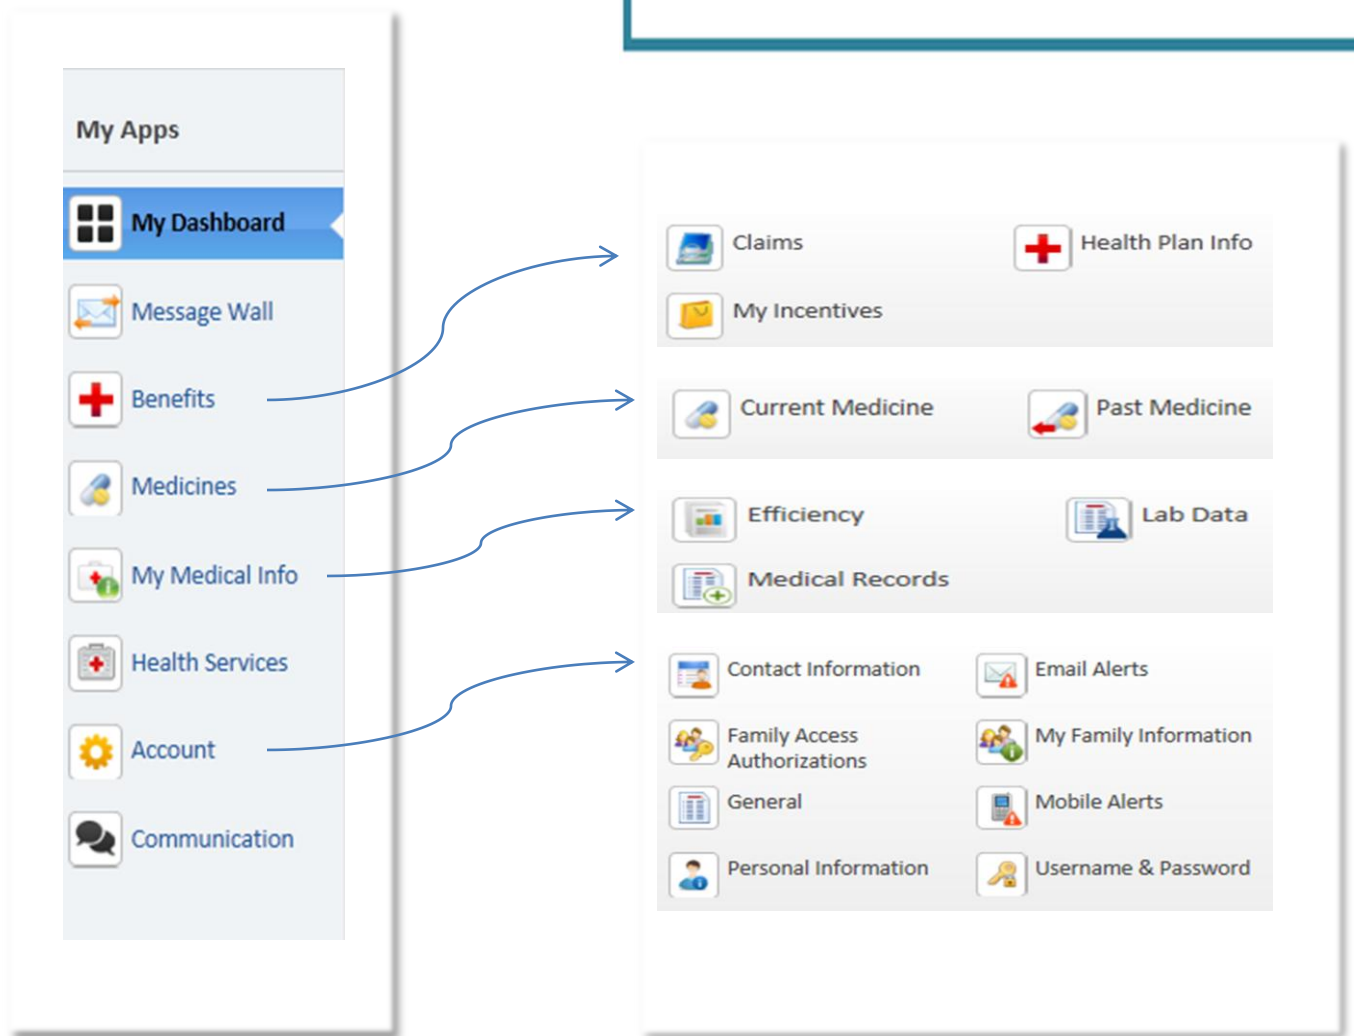 My Apps
My Dashboard
Message Wall
Benefits
Medicines
My Medical Info
Health Services
Account
Communication
Claims
Health Plan Info
My Incentives
Current Medicine
Past Medicine
Efficiency
Lab Data
Medical Records
Contact Information
Email Alerts
Family Access
Authorizations
My Family Information
General
Mobile Alerts
Personal Information
Username & Password